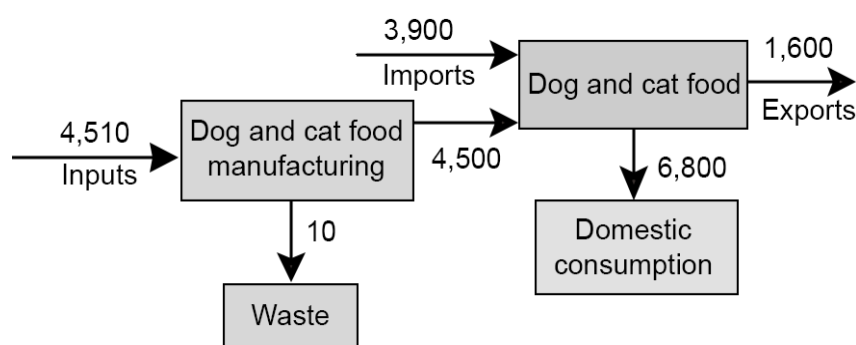 3,900
Imports
Dog and cat food
1,600
Exports
4,510
Inputs
Dog and cat food
manufacturing
4,500
10
Waste
6,800
Domestic
consumption